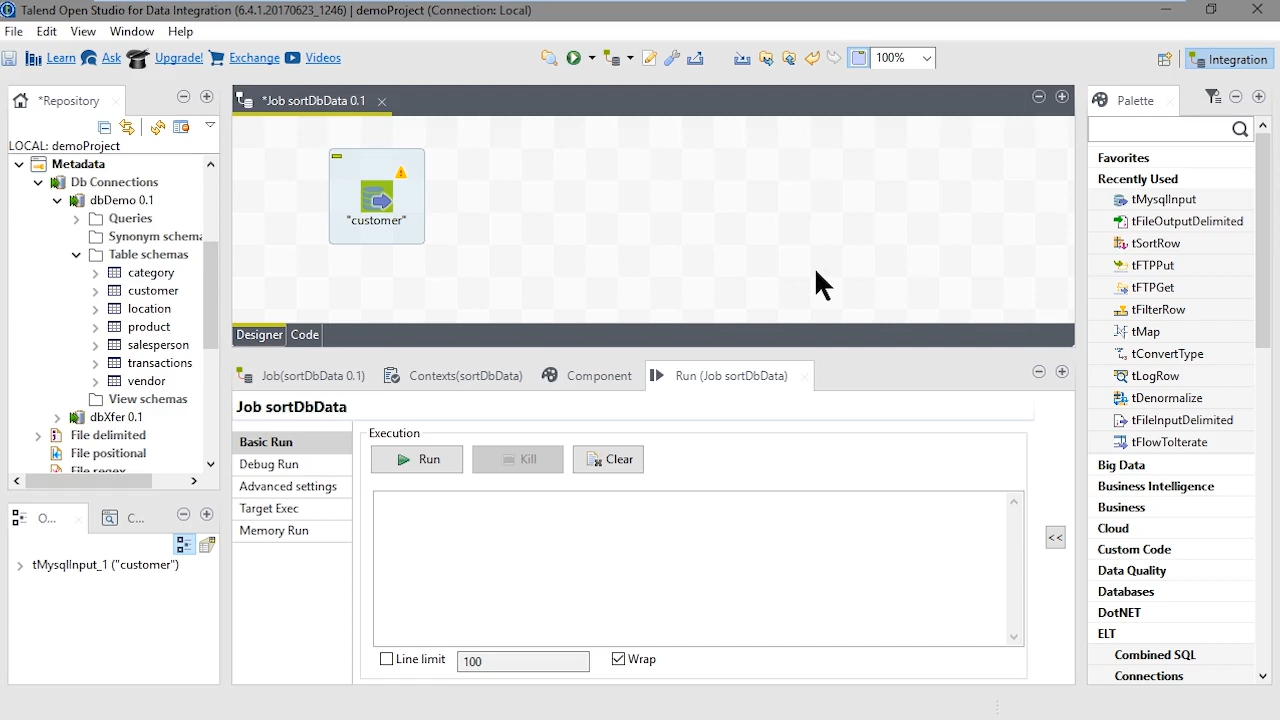 Talend Open Studio for Data Integration (6.4.1.20170623_1246) | demoProject (Connection: Local)
File Edit View Window Help
Learn Ask Upgrade! Exchange Videos 100% Integration
*Repository
LOCAL: demoProject
Metadata
Db Connections
dbDemo 0.1
Queries
Synonym schema
Table schemas
category
customer
location
product
salesperson
transactions
vendor
View schemas
dbXfer 0.1
File delimited
File positional
File regex
O...
C...
tMysqlInput_1 ("customer")
*Job sortDbData 0.1
"customer"
Designer Code
Job(sortDbData 0.1) Contexts(sortDbData) Component Run (Job sortDbData)
Job sortDbData
Basic Run
Debug Run
Advanced settings
Target Exec
Memory Run
Execution
Run Kill Clear
<<
Line limit 100 Wrap
Palette
Favorites
Recently Used
tMysqlInput
tFileOutputDelimited
tSortRow
tFTPPut
tFTPGet
tFilterRow
tMap
tConvertType
tLogRow
tDenormalize
tFileInputDelimited
tFlowToIterate
Big Data
Business Intelligence
Business
Cloud
Custom Code
Data Quality
Databases
DotNET
ELT
Combined SQL
Connections